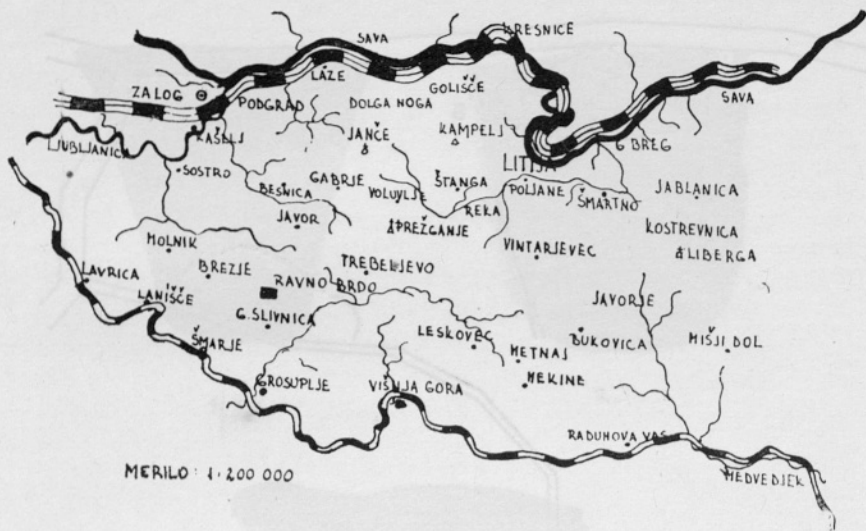 KRESNICE
SAVA
LAZE
GOLIŠČE
ZALOG
PODGRAD
DOLGA NOGA
SAVA
KAŠELJ
JANČE
KAMPELJ
G BREG
LJUBLJANICA
LITIJA
SOSTRO
BESNICA
GABRJE
VOLUVLJE
ŠTANGA
POLJANE
ŠMARTNO
JABLANICA
JAVOR
REKA
PREŽGANJE
KOSTREVNICA
MOLNIK
VINTARJEVEC
LIBERGA
LAVRICA
BREZJE
TREBELJEVO
RAVNO BRDO
LANIŠČE
JAVORJE
G. SLIVNICA
LESKOVEC
BUKOVICA
MIŠJI DOL
ŠMARJE
METNAJ
GROSUPLJE
VIŠNJA GORA
MEKINE
RADUHOVA VAS
MERILO: 1:200 000
MEDVEDJEK